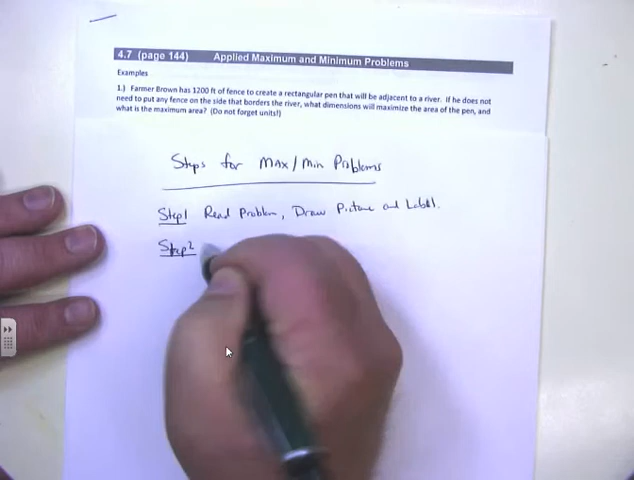 4.7 (page 144) Applied Maximum and Minimum Problems
Examples
1.) Farmer Brown has 1200 ft of fence to create a rectangular pen that will be adjacent to a river. If he does not
need to put any fence on the side that borders the river, what dimensions will maximize the area of the pen, and
what is the maximum area? (Do not forget units!)
Steps for Max/Min Problems
Step1 Read Problem, Draw Picture and Label.
Step2